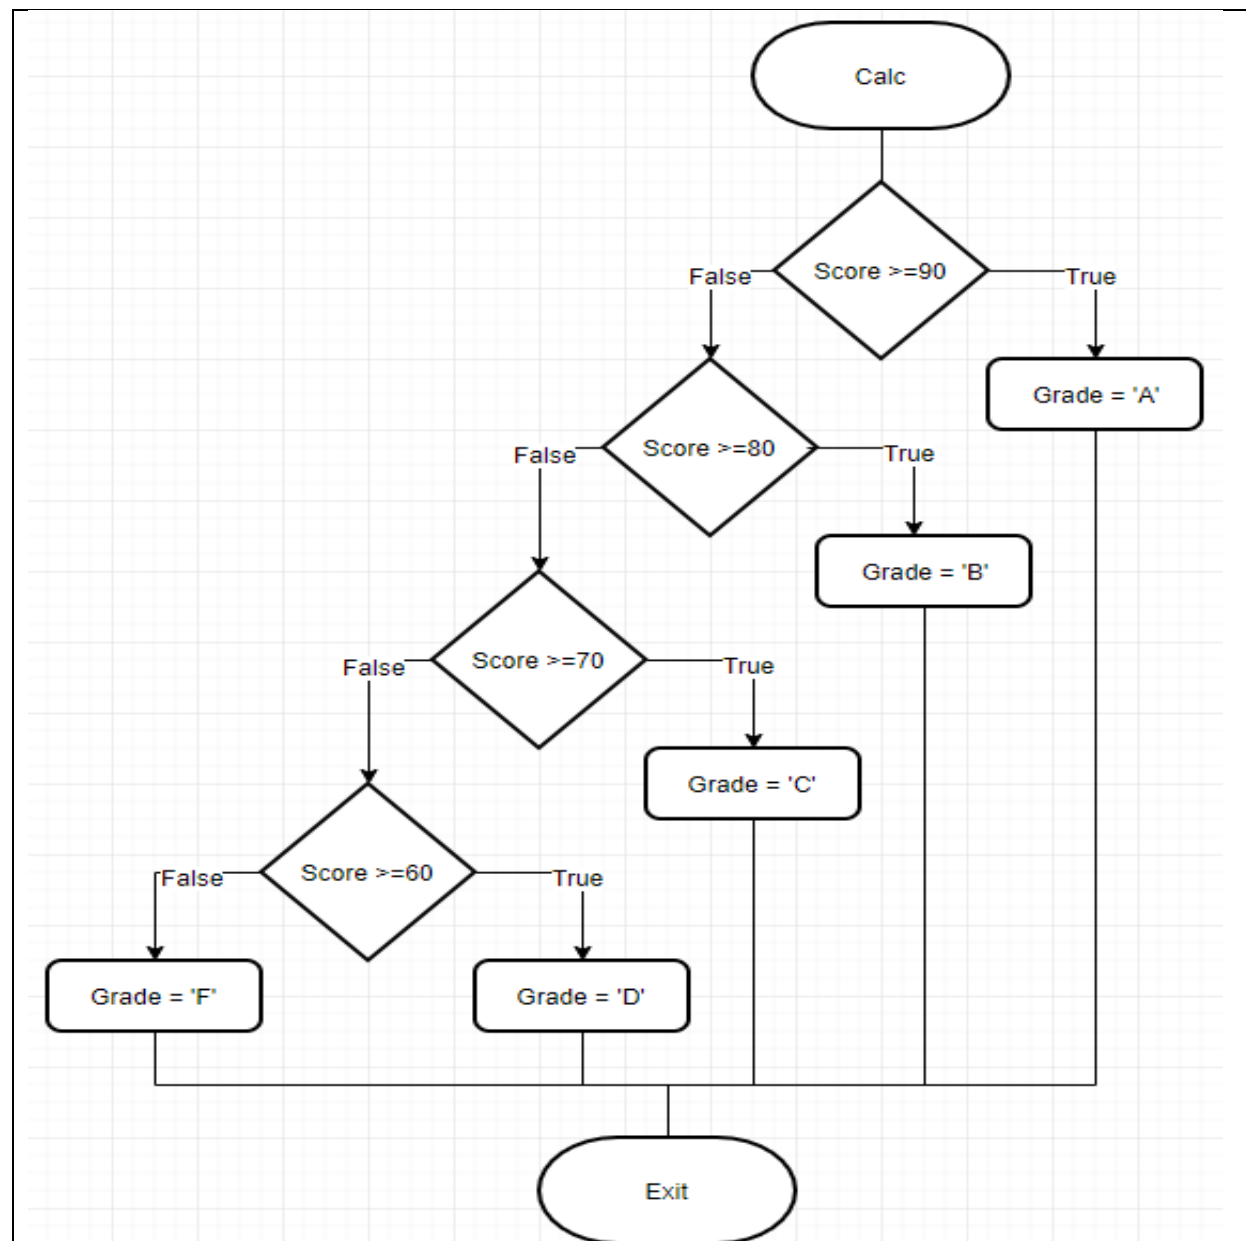 Calc
Score >=90
False
True
Grade = 'A'
Score >=80
False
True
Grade = 'B'
Score >=70
False
True
Grade = 'C'
Score >=60
False
True
Grade = 'F'
Grade = 'D'
Exit